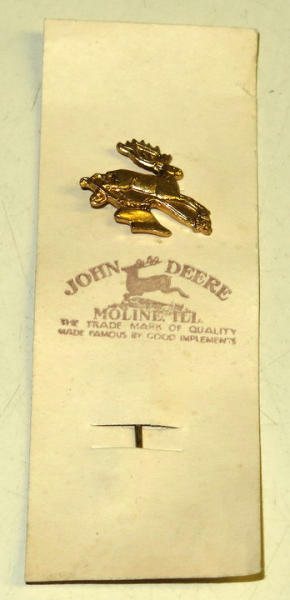 JOHN DEERE
MOLINE, ILL.
THE TRADE MARK OF QUALITY
MADE FAMOUS BY GOOD IMPLEMENTS